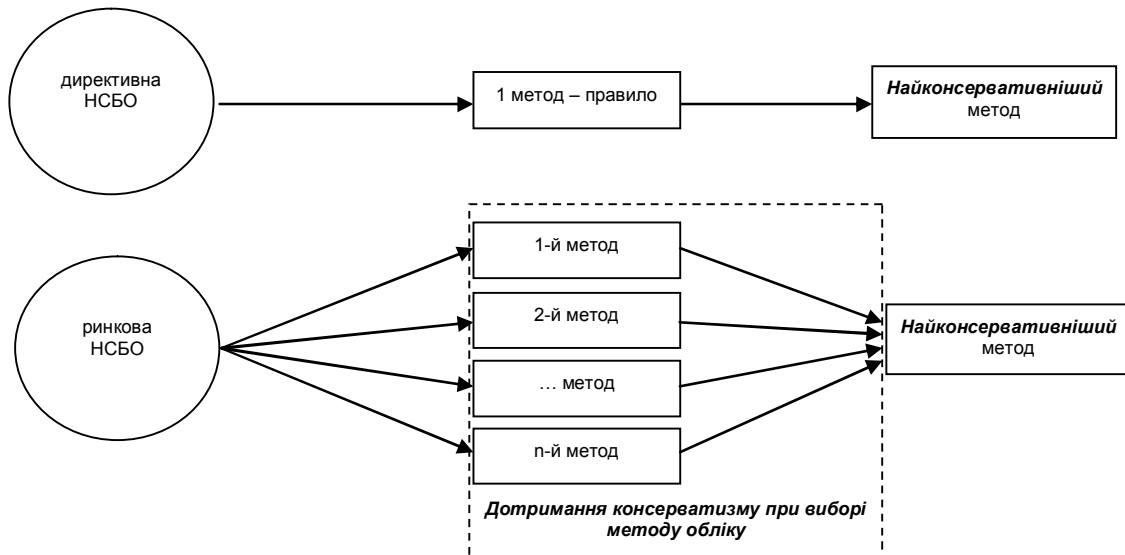 директивна
НСБО
1 метод – правило
Найконсервативніший
метод
1-й метод
2-й метод
… метод
n-й метод
ринкова
НСБО
Найконсервативніший
метод
Дотримання консерватизму при виборі
методу обліку